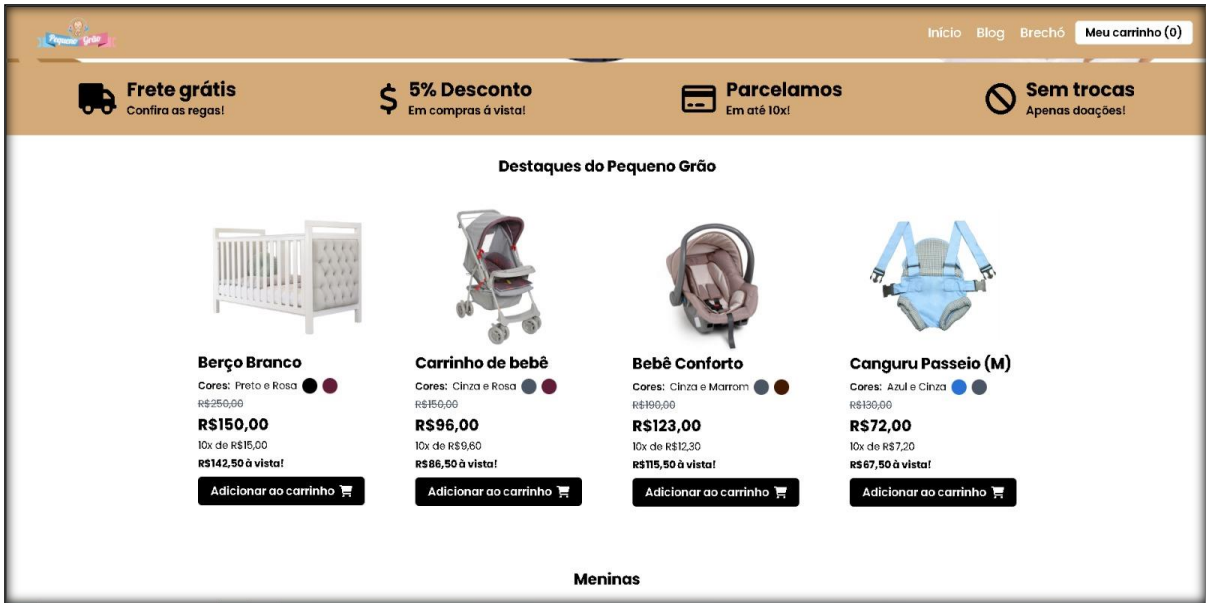 Pequeno Grão
Início Blog Brechó Meu carrinho (0)
Frete grátis
Confira as regas!
5% Desconto
Em compras á vista!
Parcelamos
Em até 10x!
Sem trocas
Apenas doações!
Destaques do Pequeno Grão
Berço Branco
Cores: Preto e Rosa
R$250,00
R$150,00
10x de R$15,00
R$142,50 à vista!
Adicionar ao carrinho
Carrinho de bebê
Cores: Cinza e Rosa
R$150,00
R$96,00
10x de R$9,60
R$86,50 à vista!
Adicionar ao carrinho
Bebê Conforto
Cores: Cinza e Marrom
R$190,00
R$123,00
10x de R$12,30
R$115,50 à vista!
Adicionar ao carrinho
Canguru Passeio (M)
Cores: Azul e Cinza
R$130,00
R$72,00
10x de R$7,20
R$67,50 à vista!
Adicionar ao carrinho
Meninas